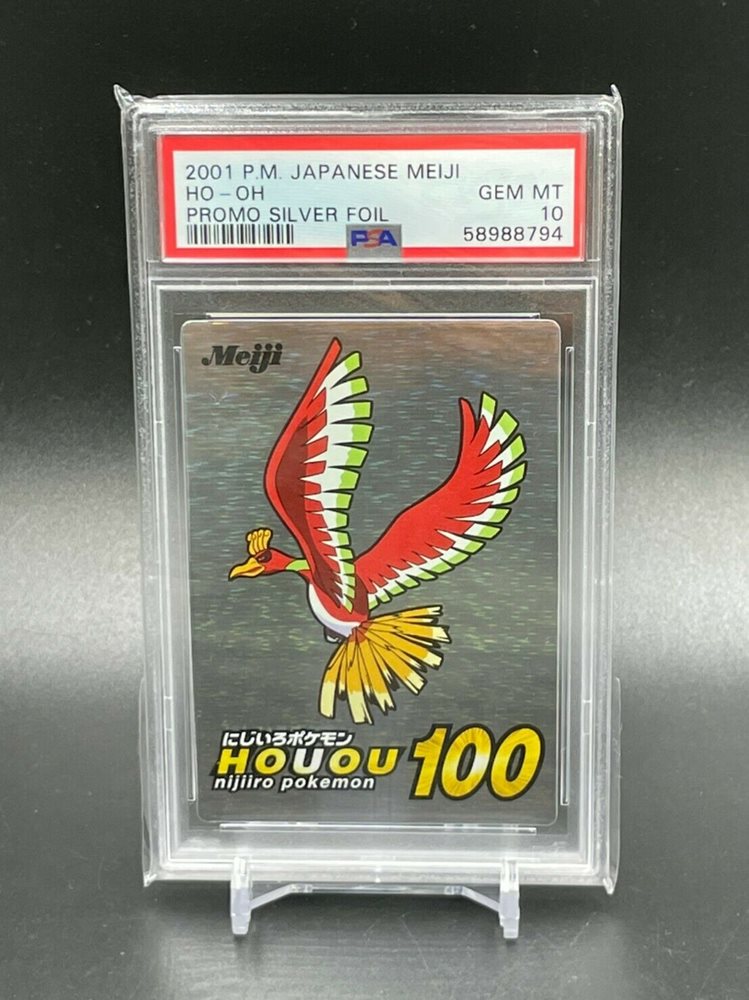 2001 P.M. JAPANESE MEIJI
HO-OH GEM MT
PROMO SILVER FOIL 10
PSA 58988794
Meiji
にじいろポケモン
HOUOU 100
nijiiro pokemon